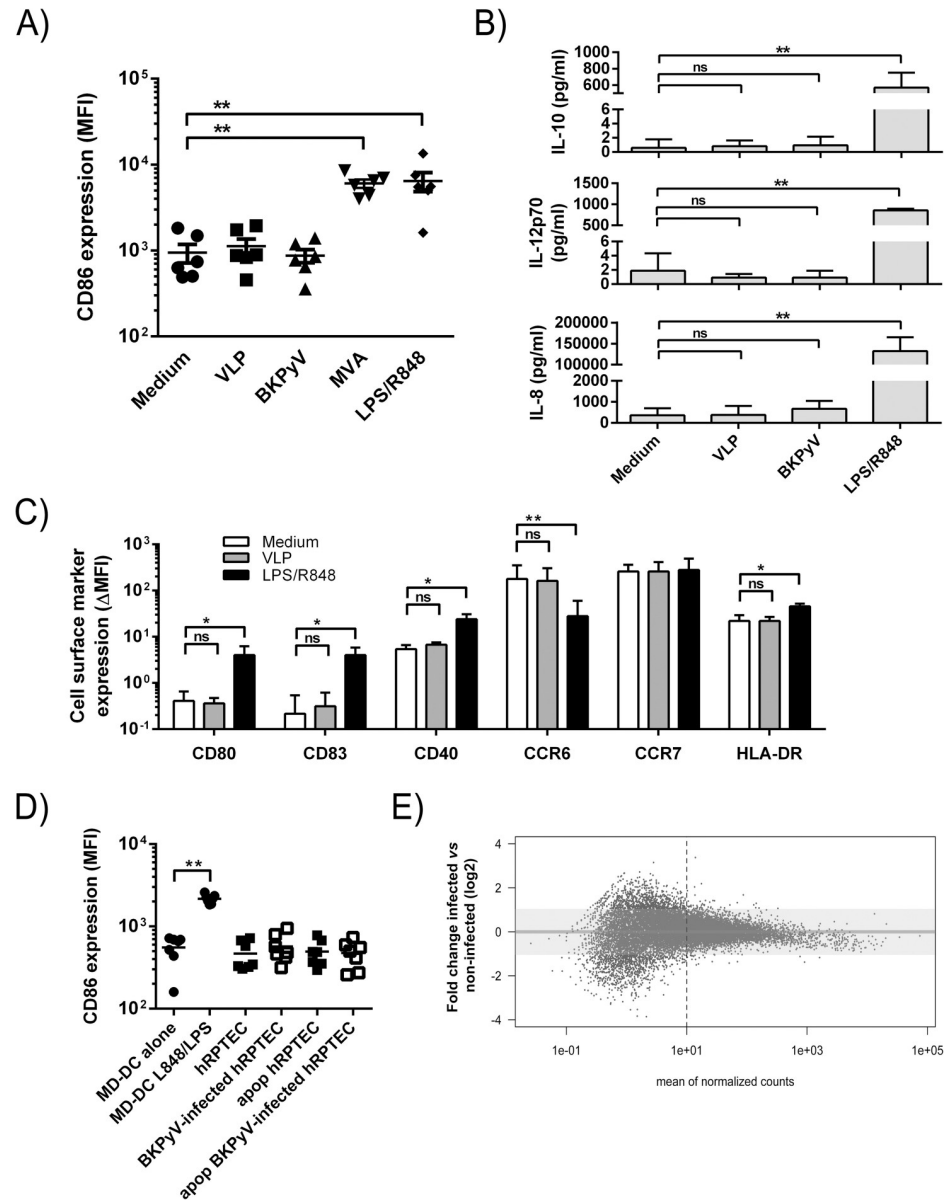 A)
CD86 expression (MFI)
10^5
10^4
10^3
10^2
**
**
Medium
VLP
BKPyV
MVA
LPS/R848
B)
IL-10 (pg/ml)
1000
600
6
4
2
0
**
ns
IL-12p70
(pg/ml)
1500
1000
500
6
4
2
0
**
ns
IL-8 (pg/ml)
200000
150000
100000
50000
2000
1000
0
**
ns
Medium
VLP
BKPyV
LPS/R848
C)
Cell surface marker
expression (ΔMFI)
10^3
10^2
10^1
10^0
10^-1
Medium
VLP
LPS/R848
*
ns
*
ns
*
ns
**
ns
*
ns
CD80
CD83
CD40
CCR6
CCR7
HLA-DR
D)
CD86 expression (MFI)
10^4
10^3
10^2
**
MD-DC alone
MD-DC L848/LPS
hRPTEC
BKPyV-infected hRPTEC
apop hRPTEC
apop BKPyV-infected hRPTEC
E)
Fold change infected vs
non-infected (log2)
4
2
0
-2
-4
1e-01
1e+01
1e+03
1e+05
mean of normalized counts